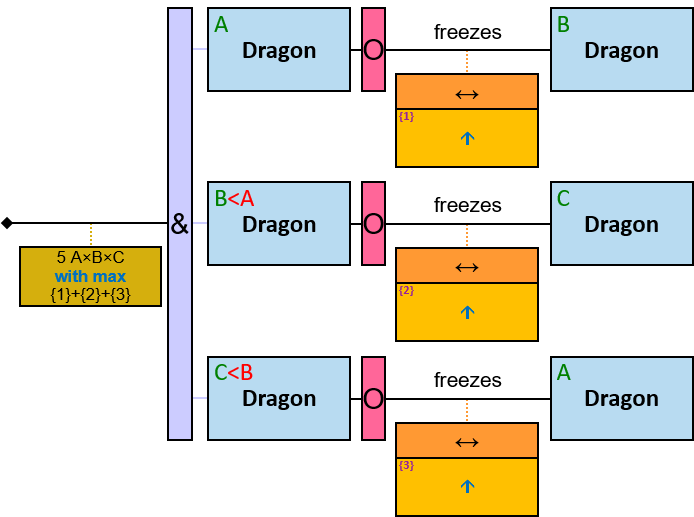 A
Dragon
O
freezes
B
Dragon
↔
{1}
↑
B<A
Dragon
O
freezes
C
Dragon
&
5 A×B×C
with max
{1}+{2}+{3}
↔
{2}
↑
C<B
Dragon
O
freezes
A
Dragon
↔
{3}
↑